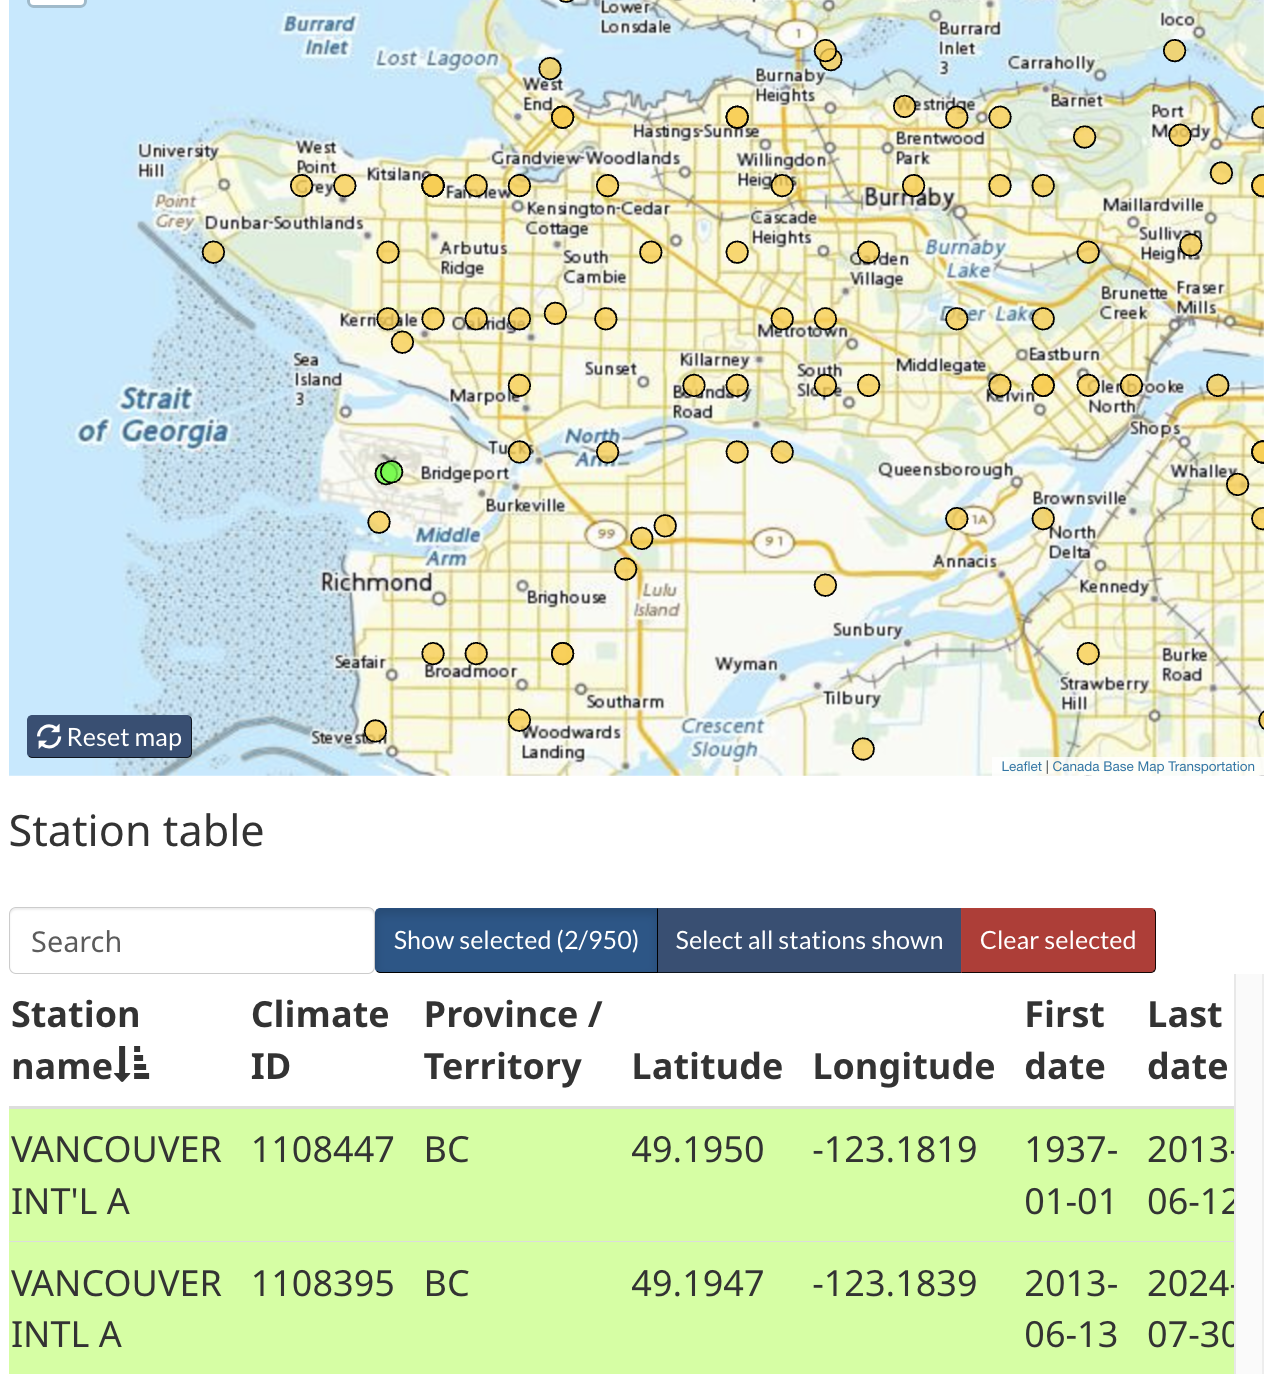 Lower
Lonsdale
Burrard
Inlet
Lost Lagoon
1
Burrard
Inlet
3
Ioco
Carraholly
West
End
Burnaby
Heights
Westridge
Barnet
Port
Moody
Hastings-Sunrise
Brentwood
Park
University
Hill
West
Point
Grey
Kitsilano
Grandview-Woodlands
Willingdon
Heights
Fairview
Burnaby
Point
Grey
Dunbar-Southlands
Kensington-Cedar
Cottage
Cascade
Heights
Maillardville
Sullivan
Heights
Arbutus
Ridge
South
Cambie
Garden
Village
Burnaby
Lake
Brunette
Creek
Fraser
Mills
Kerrisdale
Oakridge
Metrotown
Deer Lake
Sea
Island
3
Sunset
Killarney
South
Slope
Middlegate
Eastburn
Strait
of Georgia
Marpole
Boundary
Road
Kelvin
Glenbrooke
North
Shops
Tucks
North
Arm
Bridgeport
Queensborough
Whalley
Burkeville
Brownsville
Middle
Arm
99
91
1A
North
Delta
Annacis
Richmond
Brighouse
Lulu
Island
Kennedy
Sunbury
Seafair
Broadmoor
Wyman
Burke
Road
Strawberry
Hill
Southarm
Tilbury
Reset map
Steveston
Woodwards
Landing
Crescent
Slough
Leaflet | Canada Base Map Transportation
Station table
Search
Show selected (2/950)
Select all stations shown
Clear selected
Station Climate Province / First Last
name ID Territory Latitude Longitude date date
VANCOUVER 1108447 BC 49.1950 -123.1819 1937- 2013-
INT'L A 01-01 06-12
VANCOUVER 1108395 BC 49.1947 -123.1839 2013- 2024-
INTL A 06-13 07-30